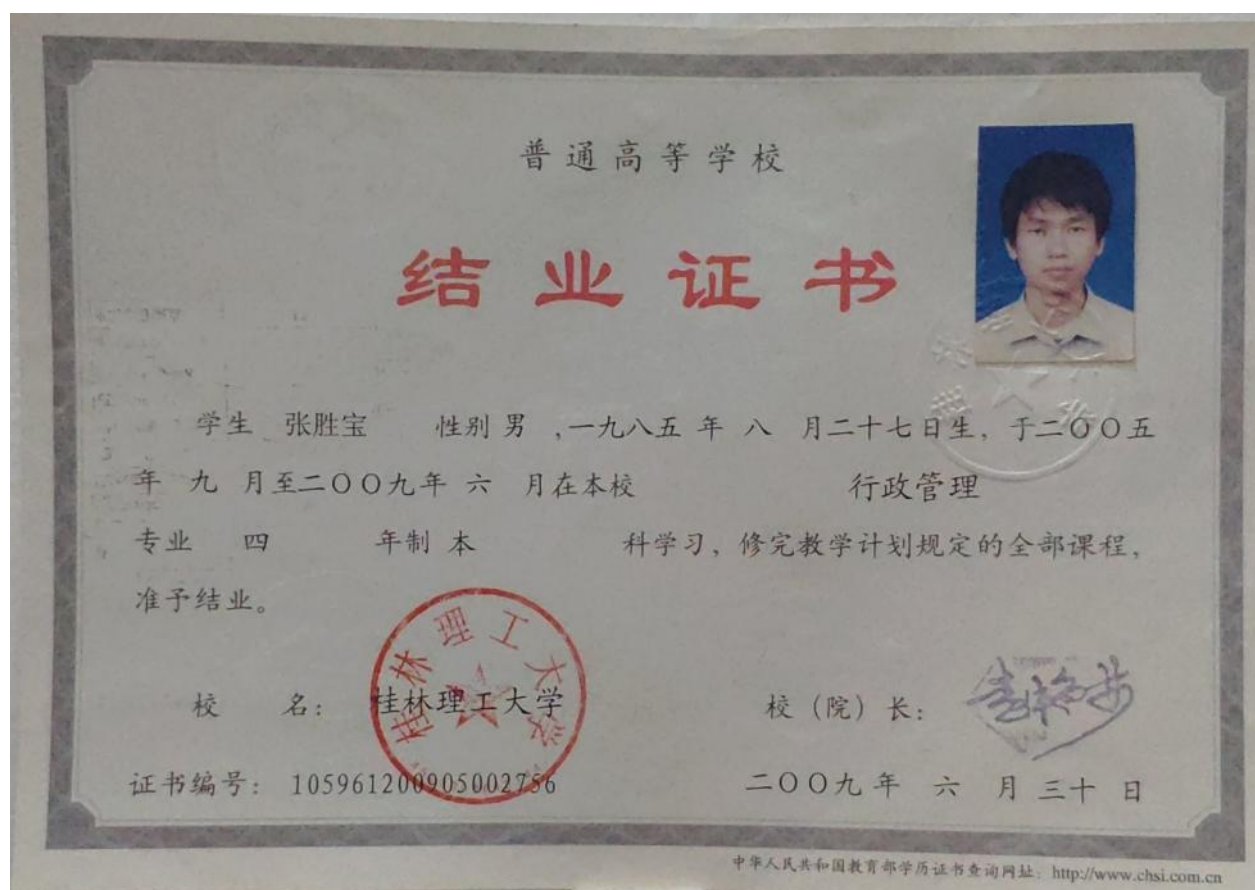 普通高等学校
结业证书
学生 张胜宝 性别 男 ,一九八五 年 八 月二十七日生, 于二〇〇五
年 九 月至二〇〇九年 六 月在本校 行政管理
专业 四 年制 本 科学习, 修完教学计划规定的全部课程,
准予结业。
桂林理工大学
校 名: 桂林理工大学 校 (院) 长:
证书编号: 105961200905002756 二〇〇九 年 六 月 三十 日
中华人民共和国教育部学历证书查询网址: http://www.chsi.com.cn